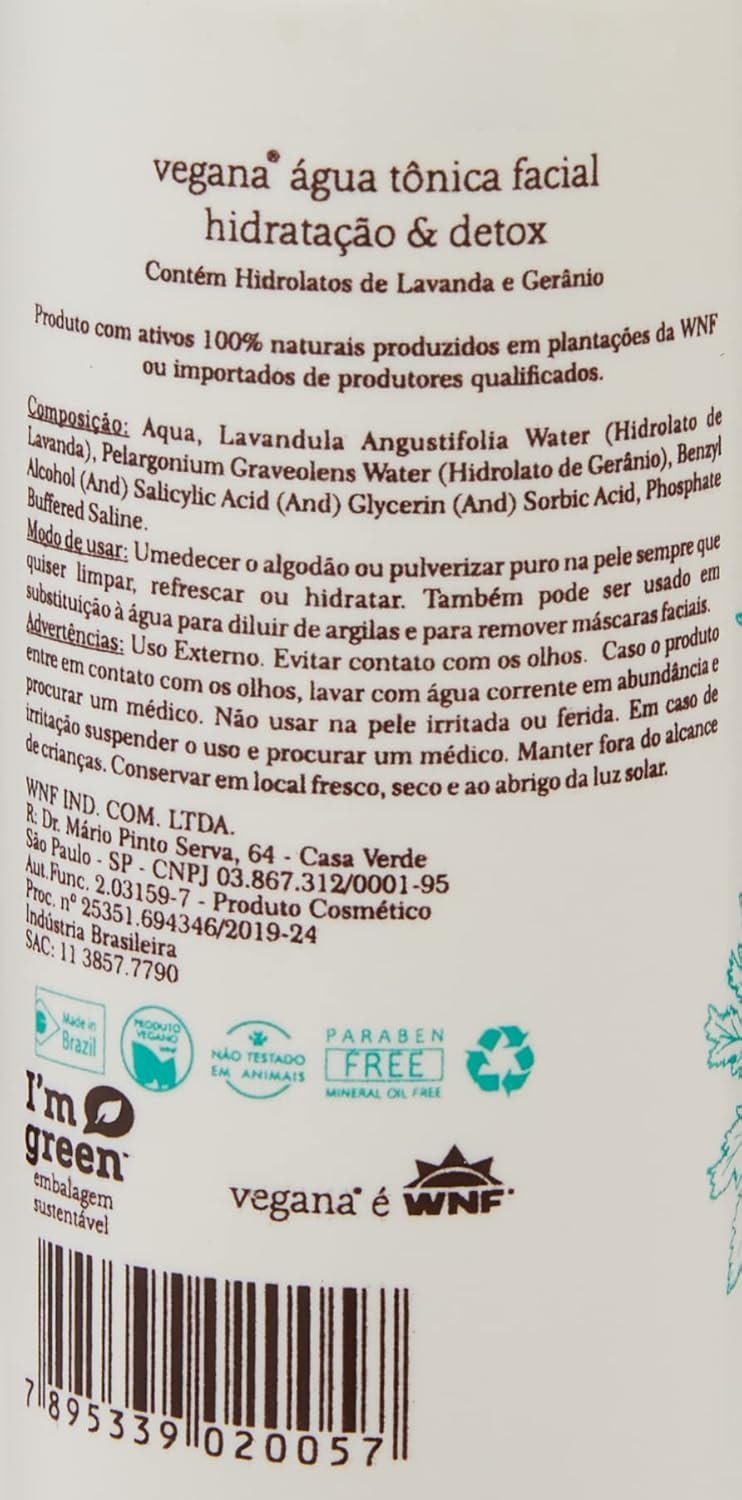 vegana® água tônica facial
hidratação & detox
Contém Hidrolatos de Lavanda e Gerânio
Produto com ativos 100% naturais produzidos em plantações da WNF
ou importados de produtores qualificados.
Composição: Aqua, Lavandula Angustifolia Water (Hidrolato de
Lavanda), Pelargonium Graveolens Water (Hidrolato de Gerânio), Benzyl
Alcohol (And) Salicylic Acid (And) Glycerin (And) Sorbic Acid, Phosphate
Buffered Saline.
Modo de usar: Umedecer o algodão ou pulverizar puro na pele sempre que
quiser limpar, refrescar ou hidratar. Também pode ser usado em
substituição à água para diluir de argilas e para remover máscaras faciais.
Advertências: Uso Externo. Evitar contato com os olhos. Caso o produto
entre em contato com os olhos, lavar com água corrente em abundância e
procurar um médico. Não usar na pele irritada ou ferida. Em caso de
irritação suspender o uso e procurar um médico. Manter fora do alcance
de crianças. Conservar em local fresco, seco e ao abrigo da luz solar.
WNF IND. COM. LTDA.
R: Dr. Mário Pinto Serva, 64 - Casa Verde
São Paulo - SP - CNPJ 03.867.312/0001-95
Aut.Func. 2.03159-7 - Produto Cosmético
Proc. nº 25351.694346/2019-24
Indústria Brasileira
SAC: 11 3857.7790
Made in
Brazil
PRODUTO
VEGANO
WNF
NÃO TESTADO
EM ANIMAIS
PARABEN
FREE
MINERAL OIL FREE
I'm
green™
embalagem
sustentável
vegana® é WNF®
7 895339 020057